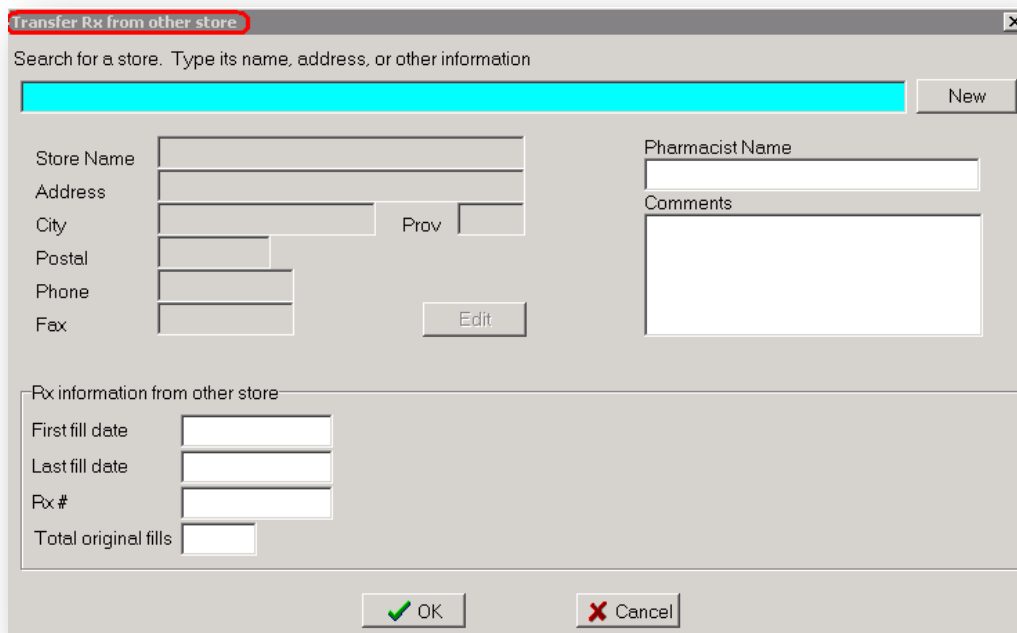 Transfer Rx from other store
Search for a store. Type its name, address, or other information
New
Store Name
Address
City
Prov
Postal
Phone
Fax
Edit
Pharmacist Name
Comments
Rx information from other store
First fill date
Last fill date
Rx #
Total original fills
OK
Cancel